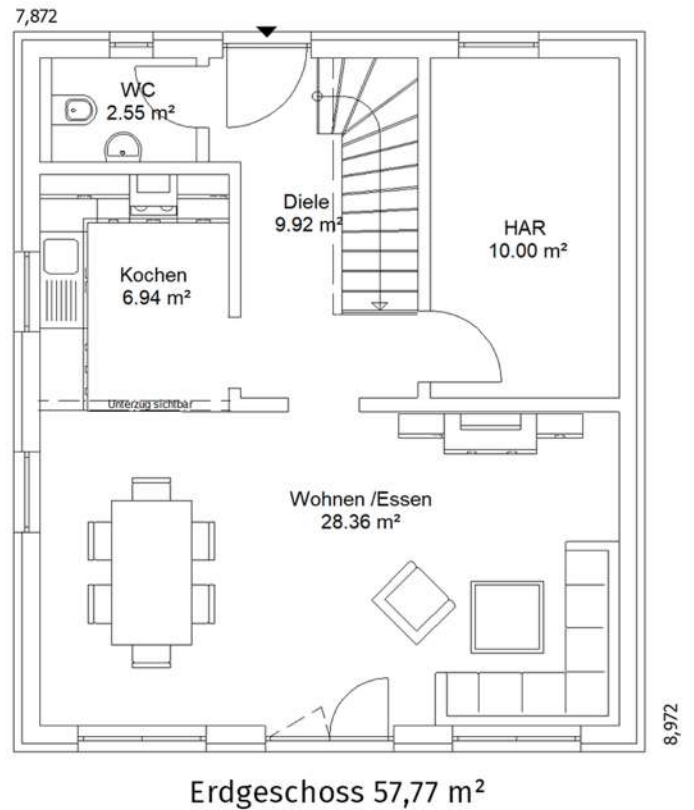 7,872
WC
2.55 m²
Diele
9.92 m²
HAR
10.00 m²
Kochen
6.94 m²
Unterzug sichtbar
Wohnen /Essen
28.36 m²
8,972
Erdgeschoss 57,77 m²